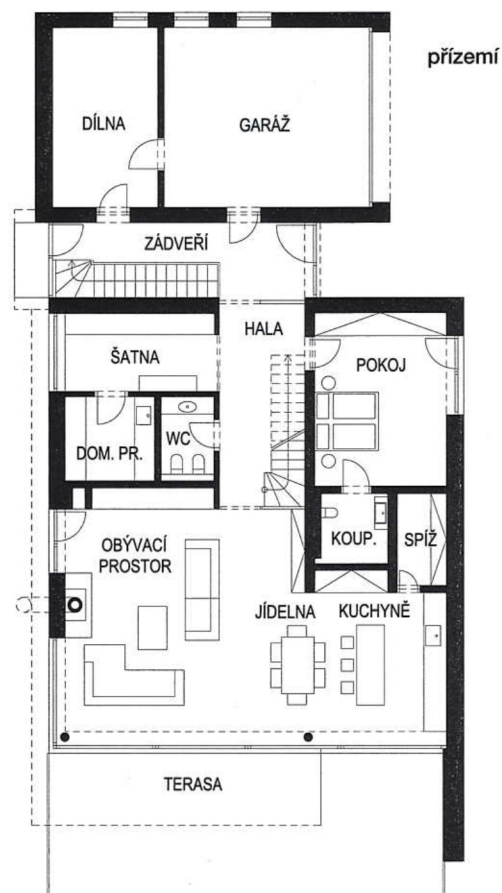 přízemí
DÍLNA
GARÁŽ
ZÁDVEŘÍ
HALA
ŠATNA
POKOJ
DOM. PR.
WC
KOUP.
SPÍŽ
OBÝVACÍ
PROSTOR
JÍDELNA
KUCHYNĚ
TERASA